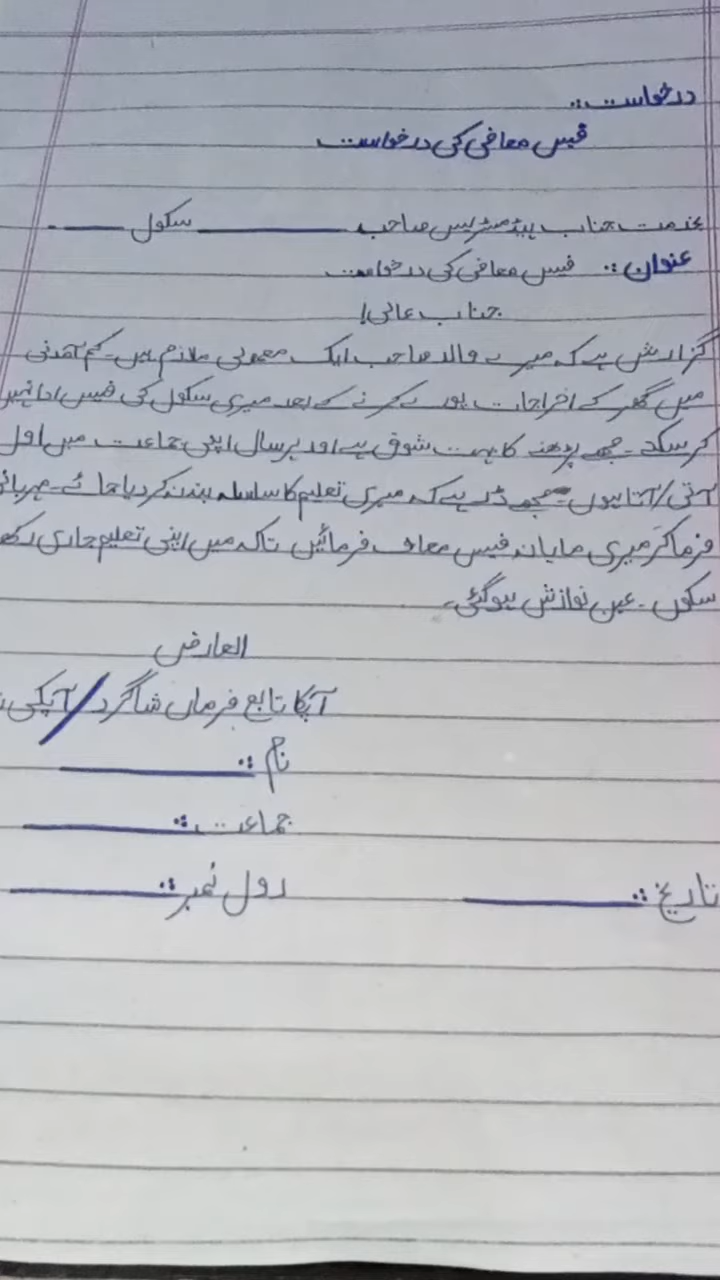 درخواست:
فیس معافی کی درخواست
بخدمت جناب ہیڈ مسٹریس صاحب ________ سکول ____
عنوان: فیس معافی کی درخواست
جناب عالی!
گزارش ہے کہ میرے والد صاحب ایک معمولی ملازم ہیں۔ کم آمدنی
میں گھر کے اخراجات پورے کرنے کے بعد میری سکول کی فیس ادا نہیں
کر سکتے۔ مجھے پڑھنے کا بہت شوق ہے اور ہر سال اپنی جماعت میں اول
آتی/آتا ہوں۔ مجھے ڈر ہے کہ میری تعلیم کا سلسلہ بند نہ کر دیا جائے۔ مہربانی
فرما کر میری ماہانہ فیس معاف فرمائیں تاکہ میں اپنی تعلیم جاری رکھ
سکوں۔ عین نوازش ہوگئی۔
العارض
آپکا تابع فرماں شاگرد/آپکی
نام: ________
جماعت: ________
تاریخ: ________ رول نمبر: ________